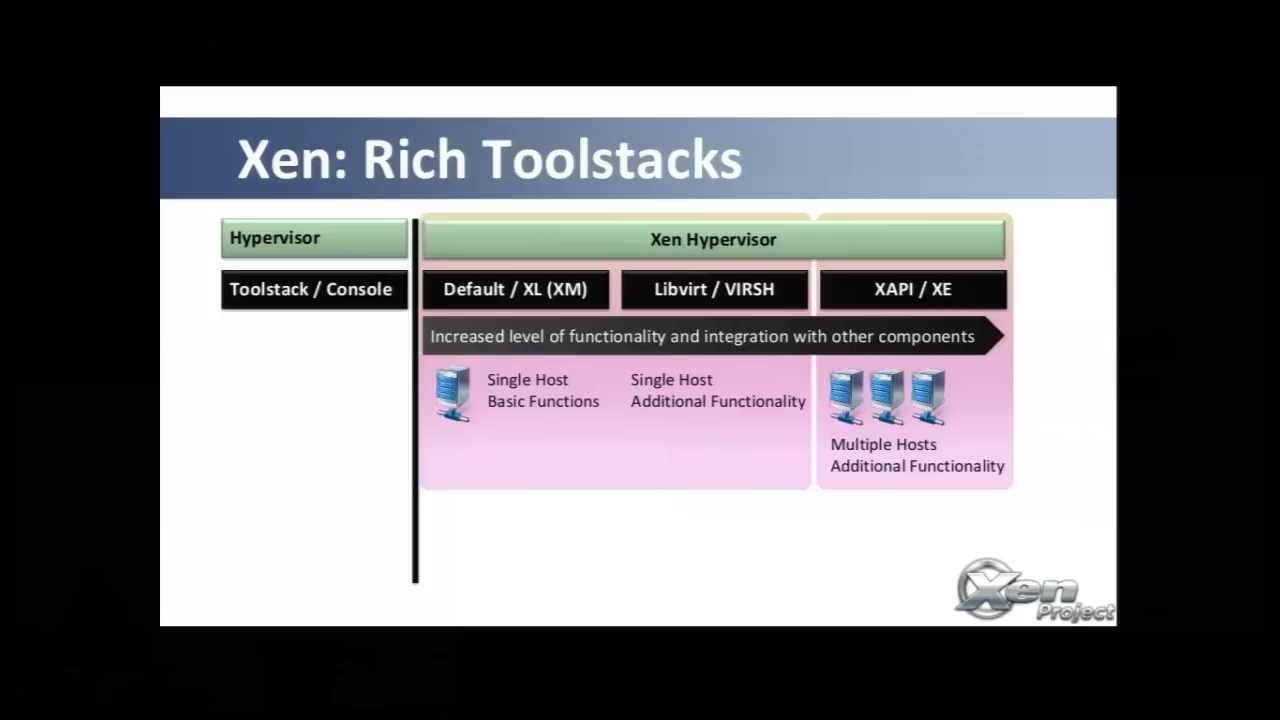 Xen: Rich Toolstacks
Hypervisor
Xen Hypervisor
Toolstack / Console
Default / XL (XM)
Libvirt / VIRSH
XAPI / XE
Increased level of functionality and integration with other components
Single Host
Basic Functions
Single Host
Additional Functionality
Multiple Hosts
Additional Functionality
Xen
Project